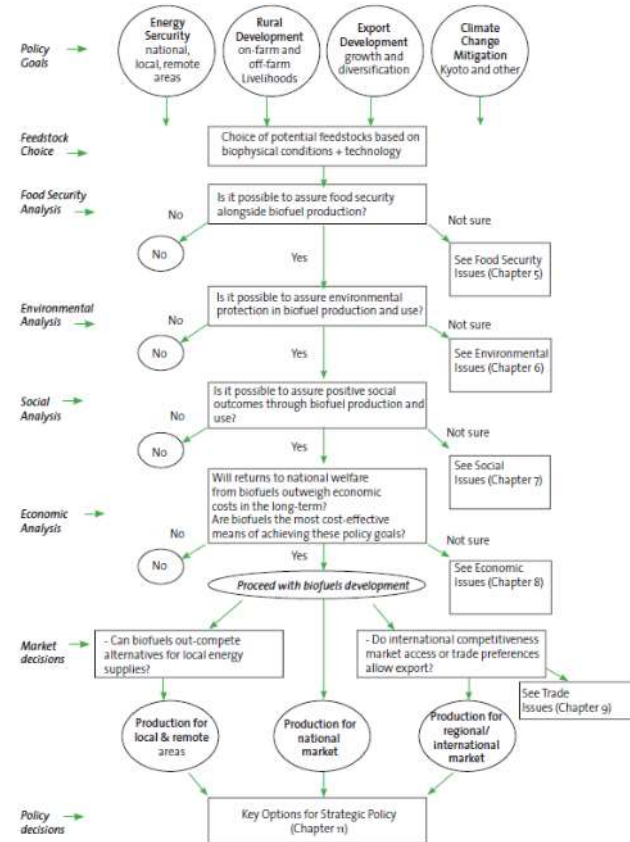 Policy
Goals
Energy
Sercurity
national,
local, remote
areas
Rural
Development
on-farm and
off-farm
Livelihoods
Export
Development
growth and
diversification
Climate
Change
Mitigation
Kyoto and other
Feedstock
Choice
Choice of potential feedstocks based on
biophysical conditions + technology
Food Security
Analysis
Is it possible to assure food security
alongside biofuel production?
No
Not sure
No
Yes
See Food Security
Issues (Chapter 5)
Environmental
Analysis
Is it possible to assure environmental
protection in biofuel production and use?
No
Not sure
No
Yes
See Environmental
Issues (Chapter 6)
Social
Analysis
Is it possible to assure positive social
outcomes through biofuel production and
use?
No
Not sure
No
Yes
See Social
Issues (Chapter 7)
Economic
Analysis
Will returns to national welfare
from biofuels outweigh economic
costs in the long-term?
Are biofuels the most cost-effective
means of achieving these policy goals?
No
Not sure
No
Yes
See Economic
Issues (Chapter 8)
Proceed with biofuels development
Market
decisions
- Can biofuels out-compete
alternatives for local energy
supplies?
- Do international competitiveness
market access or trade preferences
allow export?
See Trade
Issues (Chapter 9)
Production for
local & remote
areas
Production for
national
market
Production for
regional/
international
market
Policy
decisions
Key Options for Strategic Policy
(Chapter 11)